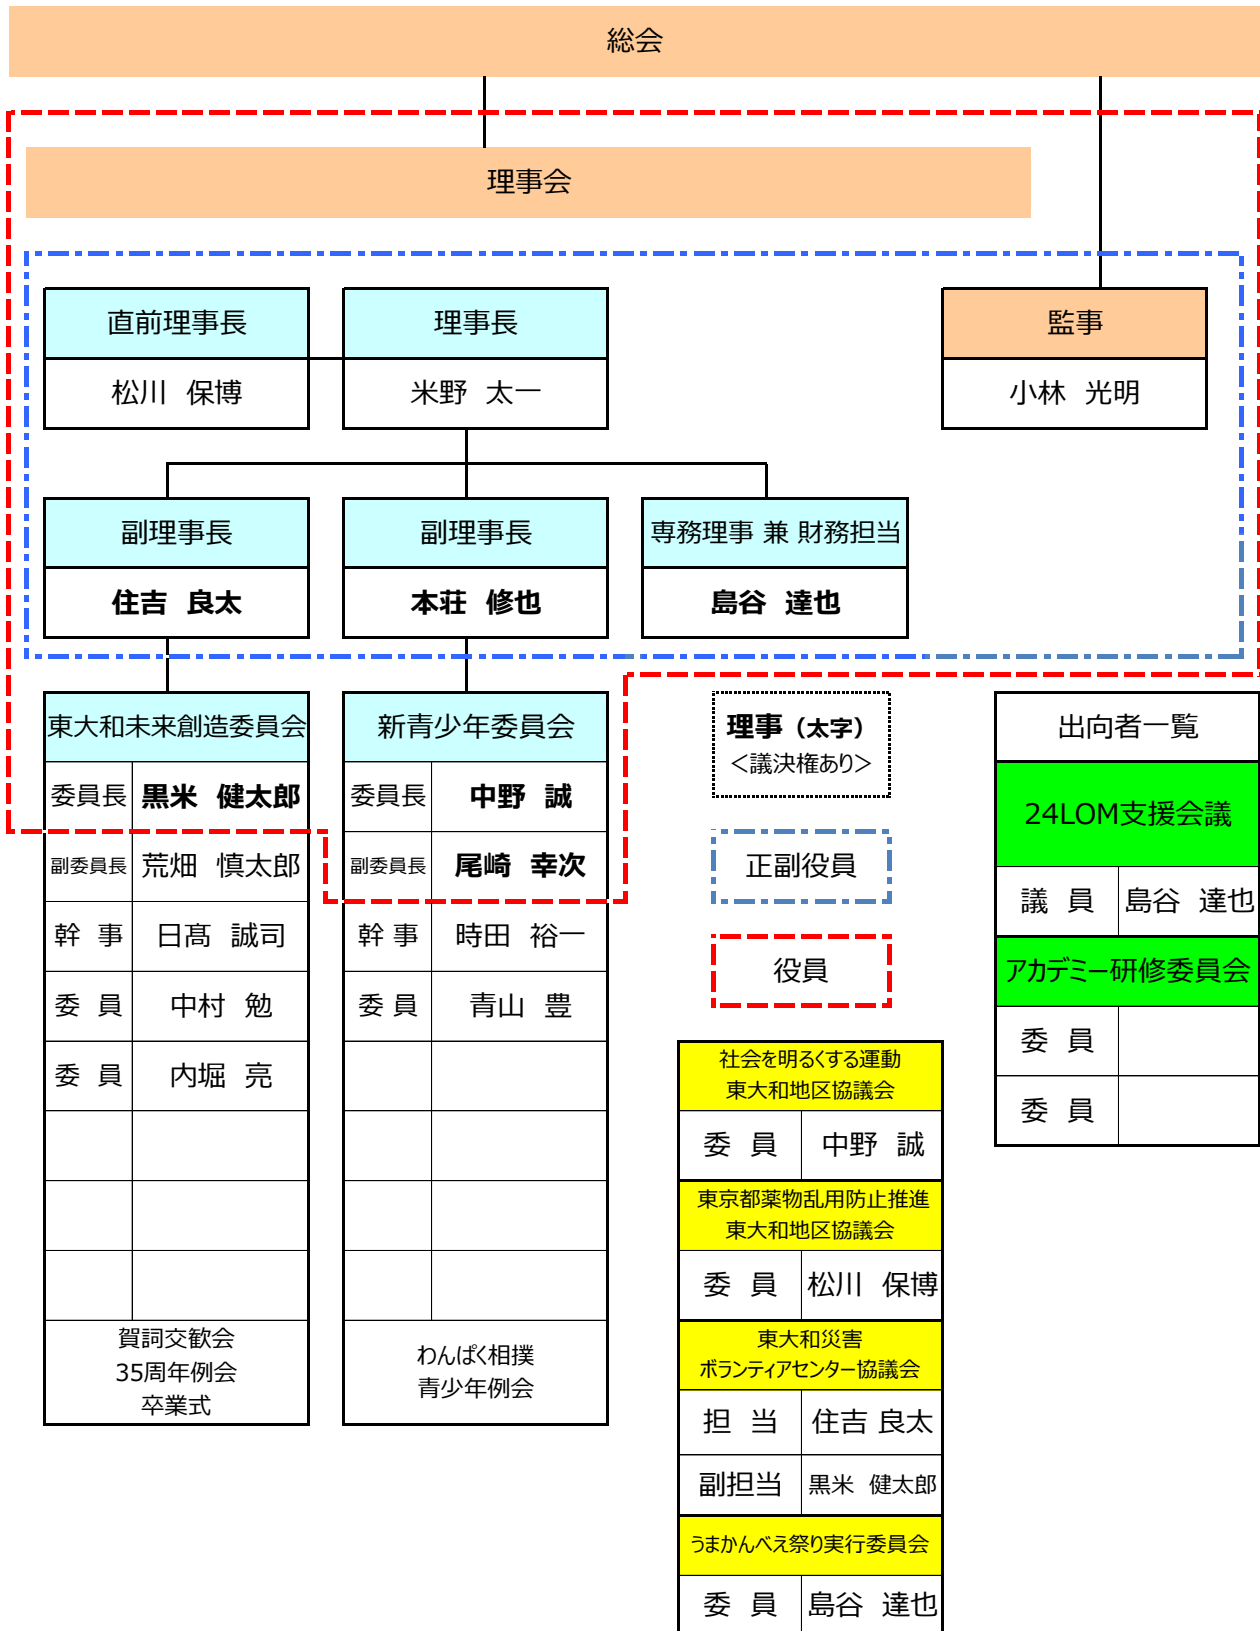 総会
理事会
直前理事長
松川 保博
理事長
米野 太一
監事
小林 光明
副理事長
住吉 良太
副理事長
本荘 修也
専務理事 兼 財務担当
島谷 達也
東大和未来創造委員会
委員長 黒米 健太郎
副委員長 荒畑 慎太郎
幹 事 日髙 誠司
委 員 中村 勉
委 員 内堀 亮
賀詞交歓会
35周年例会
卒業式
新青少年委員会
委員長 中野 誠
副委員長 尾崎 幸次
幹 事 時田 裕一
委 員 青山 豊
わんぱく相撲
青少年例会
理事（太字）
＜議決権あり＞
正副役員
役員
社会を明るくする運動
東大和地区協議会
委 員 中野 誠
東京都薬物乱用防止推進
東大和地区協議会
委 員 松川 保博
東大和災害
ボランティアセンター協議会
担 当 住吉 良太
副担当 黒米 健太郎
うまかんべえ祭り実行委員会
委 員 島谷 達也
出向者一覧
24LOM支援会議
議 員 島谷 達也
アカデミー研修委員会
委 員
委 員